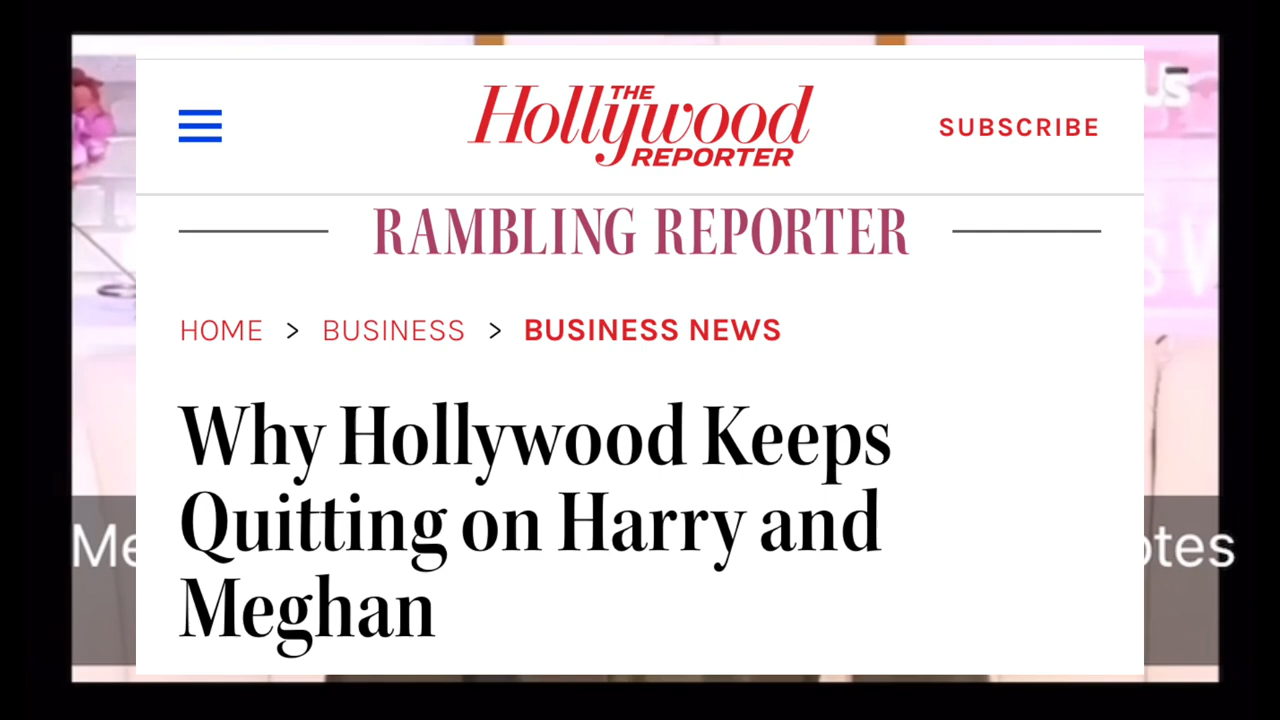 THE
Hollywood
REPORTER
SUBSCRIBE
RAMBLING REPORTER
HOME > BUSINESS > BUSINESS NEWS
Why Hollywood Keeps
Quitting on Harry and
Meghan